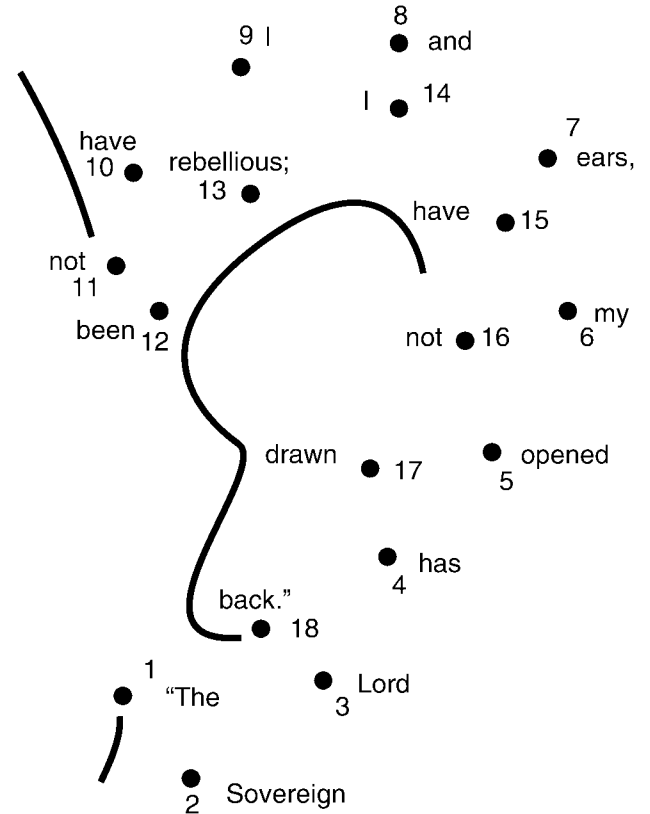 8
9 I
and
I 14
7
have
10
rebellious;
13
ears,
have 15
not
11
been 12
my
6
not 16
drawn 17
opened
5
has
4
back.”
18
1
“The
Lord
3
Sovereign
2